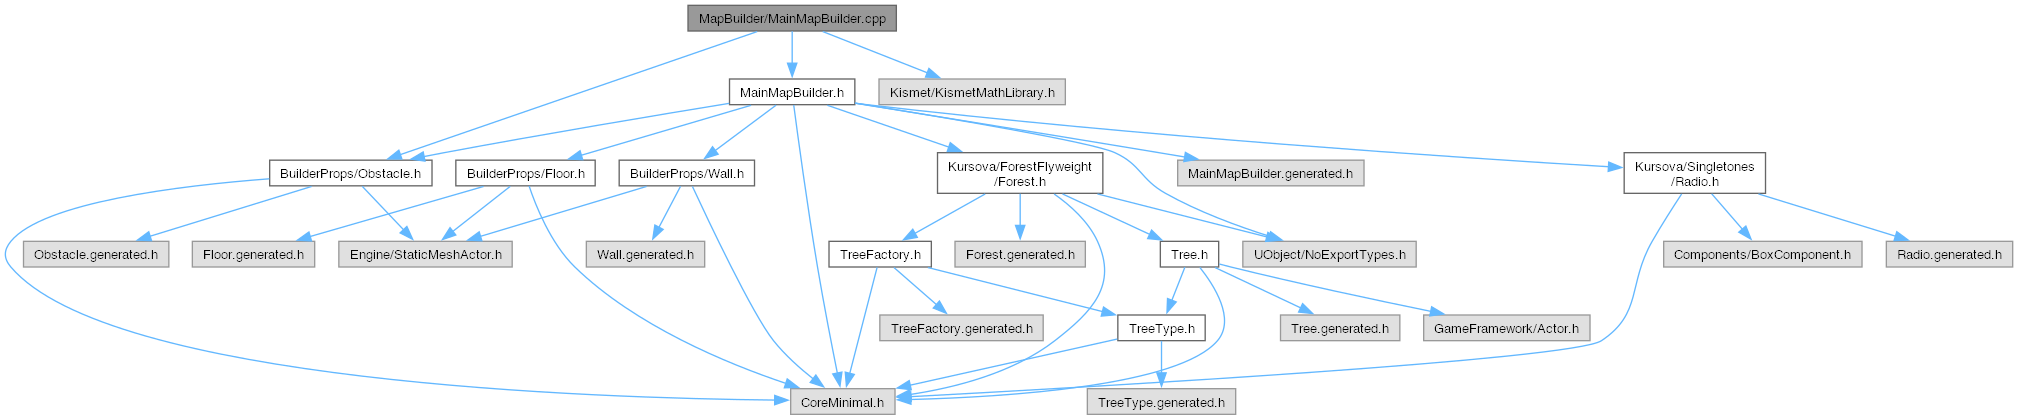 MapBuilder/MainMapBuilder.cpp
MainMapBuilder.h
Kismet/KismetMathLibrary.h
BuilderProps/Obstacle.h
BuilderProps/Floor.h
BuilderProps/Wall.h
Kursova/ForestFlyweight
/Forest.h
MainMapBuilder.generated.h
Kursova/Singletones
/Radio.h
Obstacle.generated.h
Floor.generated.h
Engine/StaticMeshActor.h
Wall.generated.h
TreeFactory.h
Forest.generated.h
Tree.h
UObject/NoExportTypes.h
Components/BoxComponent.h
Radio.generated.h
TreeFactory.generated.h
TreeType.h
Tree.generated.h
GameFramework/Actor.h
CoreMinimal.h
TreeType.generated.h